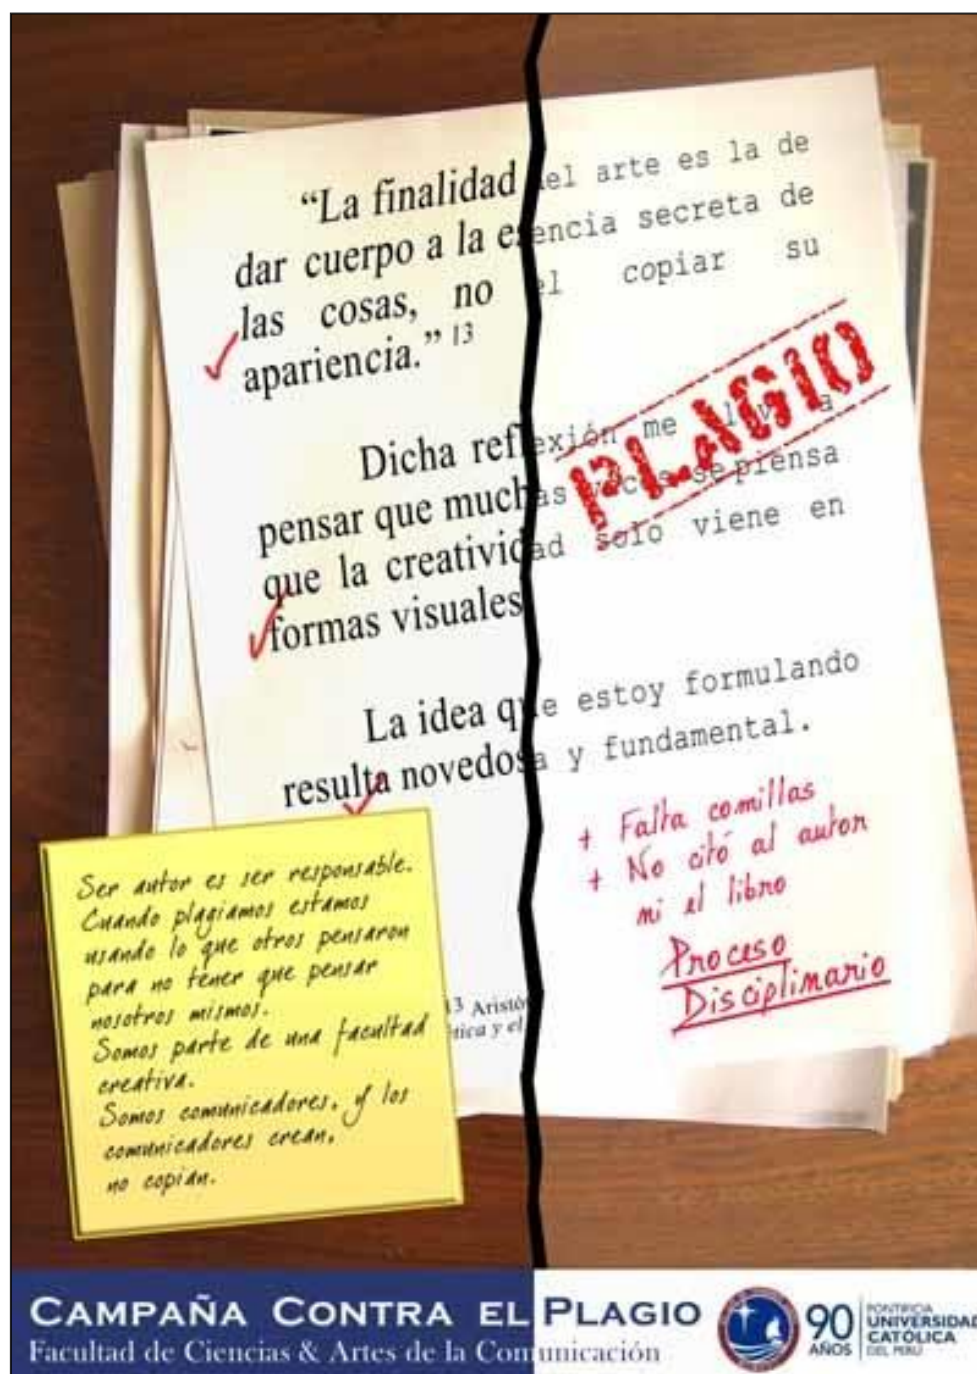 “La finalidad del arte es la de
dar cuerpo a la esencia secreta de
las cosas, no el copiar su
apariencia.” 13
PLAGIO
Dicha reflexión me lleva a
pensar que muchas veces se piensa
que la creatividad solo viene en
formas visuales
La idea que estoy formulando
resulta novedosa y fundamental.
+ Falta comillas
+ No citó al autor
ni el libro
Proceso
Disciplinario
Ser autor es ser responsable.
Cuando plagiamos estamos
usando lo que otros pensaron
para no tener que pensar
nosotros mismos.
Somos parte de una facultad
creativa.
Somos comunicadores, y los
comunicadores crean,
no copian.
13 Aristó
tica y el
CAMPAÑA CONTRA EL PLAGIO
Facultad de Ciencias & Artes de la Comunicación
90
AÑOS
PONTIFICIA
UNIVERSIDAD
CATÓLICA
DEL PERÚ